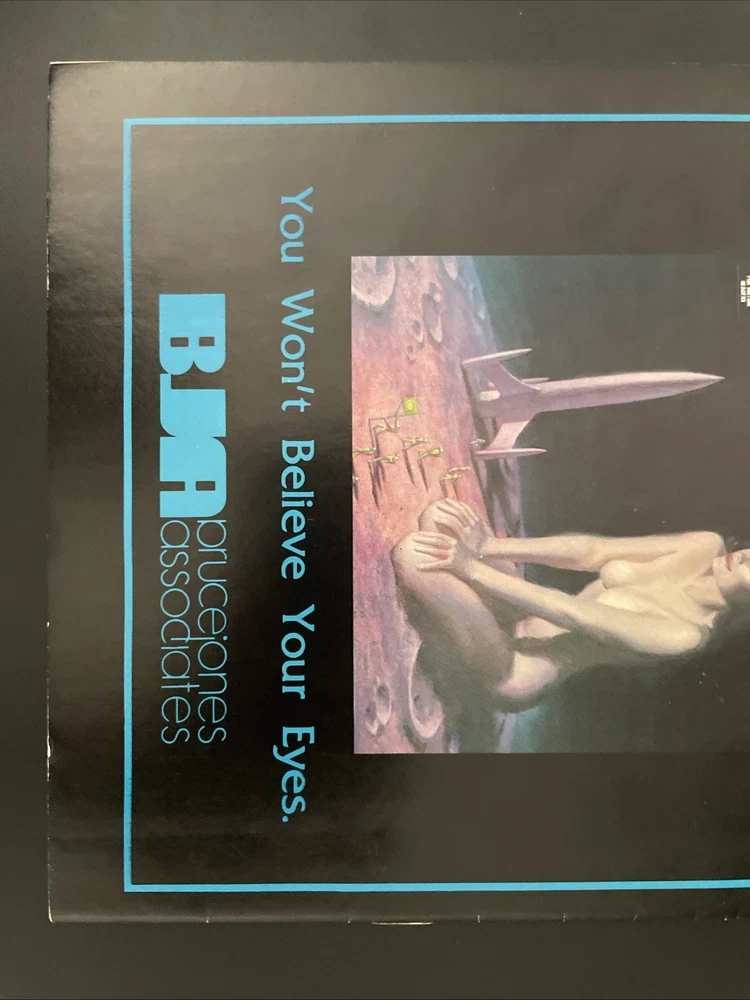 You Won't Believe Your Eyes.
BJA
brucejones
associates